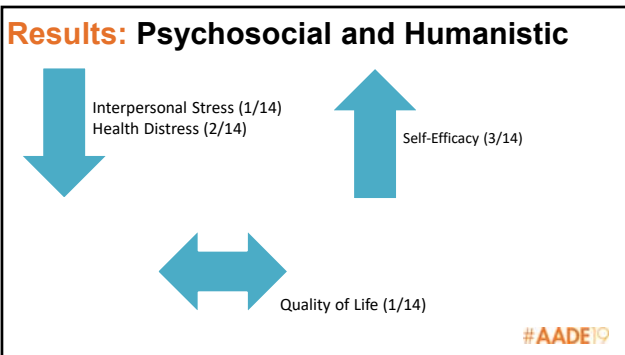 Results: Psychosocial and Humanistic
Interpersonal Stress (1/14)
Health Distress (2/14)
Self-Efficacy (3/14)
Quality of Life (1/14)
#AADE19